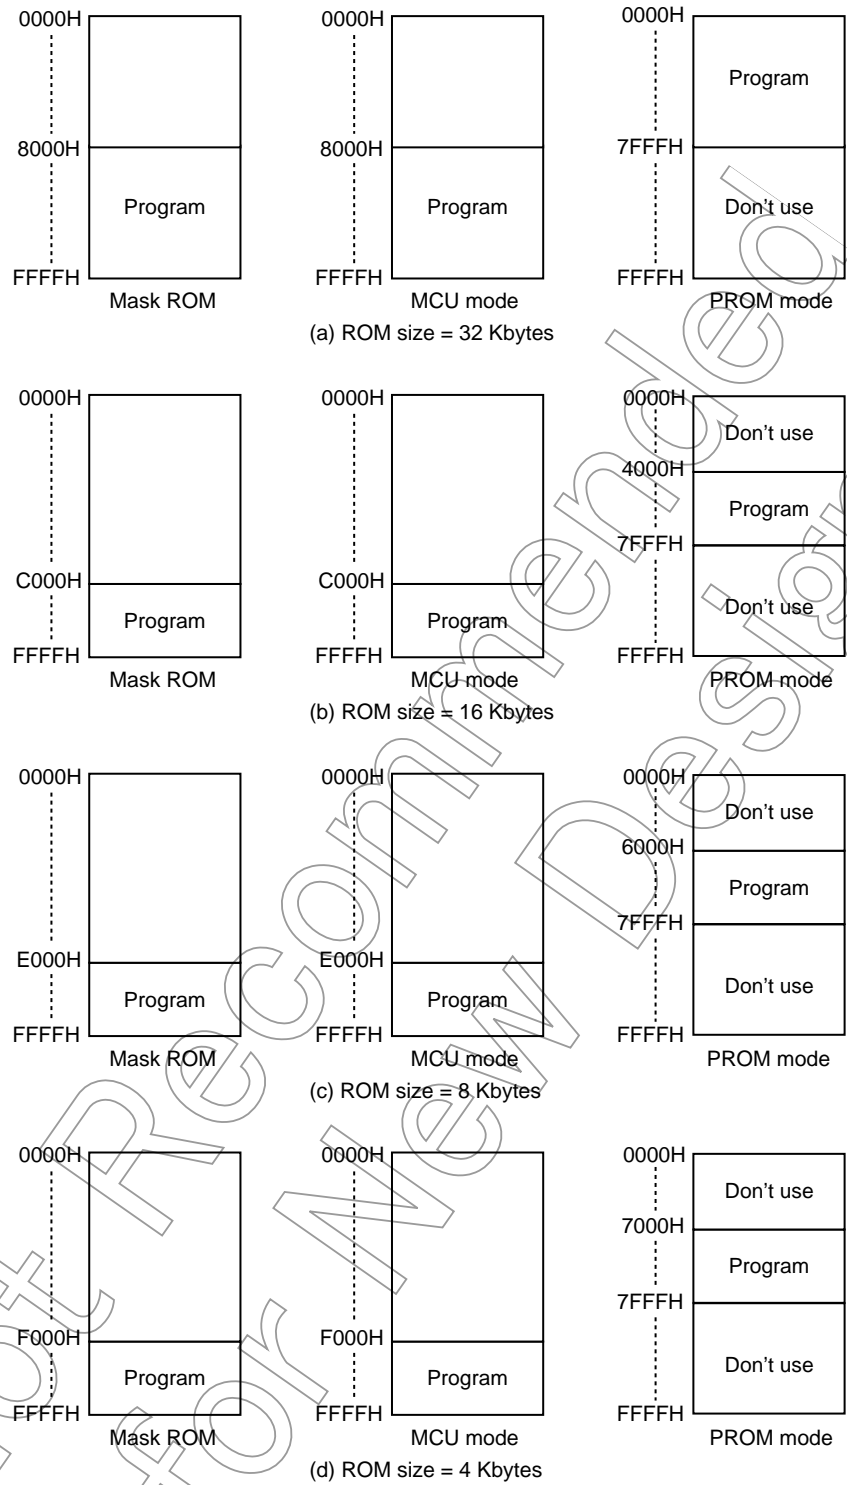 0000H 0000H 0000H
Program
8000H 8000H 7FFFH
Program Program Don't use
FFFFH FFFFH FFFFH
Mask ROM MCU mode PROM mode
(a) ROM size = 32 Kbytes
0000H 0000H 0000H
Don't use
4000H
Program
7FFFH
C000H C000H
Program Program Don't use
FFFFH FFFFH FFFFH
Mask ROM MCU mode PROM mode
(b) ROM size = 16 Kbytes
0000H 0000H 0000H
Don't use
6000H
Program
7FFFH
E000H E000H
Program Program Don't use
FFFFH FFFFH FFFFH
Mask ROM MCU mode PROM mode
(c) ROM size = 8 Kbytes
0000H 0000H 0000H
Don't use
7000H
Program
7FFFH
F000H F000H
Program Program Don't use
FFFFH FFFFH FFFFH
Mask ROM MCU mode PROM mode
(d) ROM size = 4 Kbytes
Not Recommended
for New Design